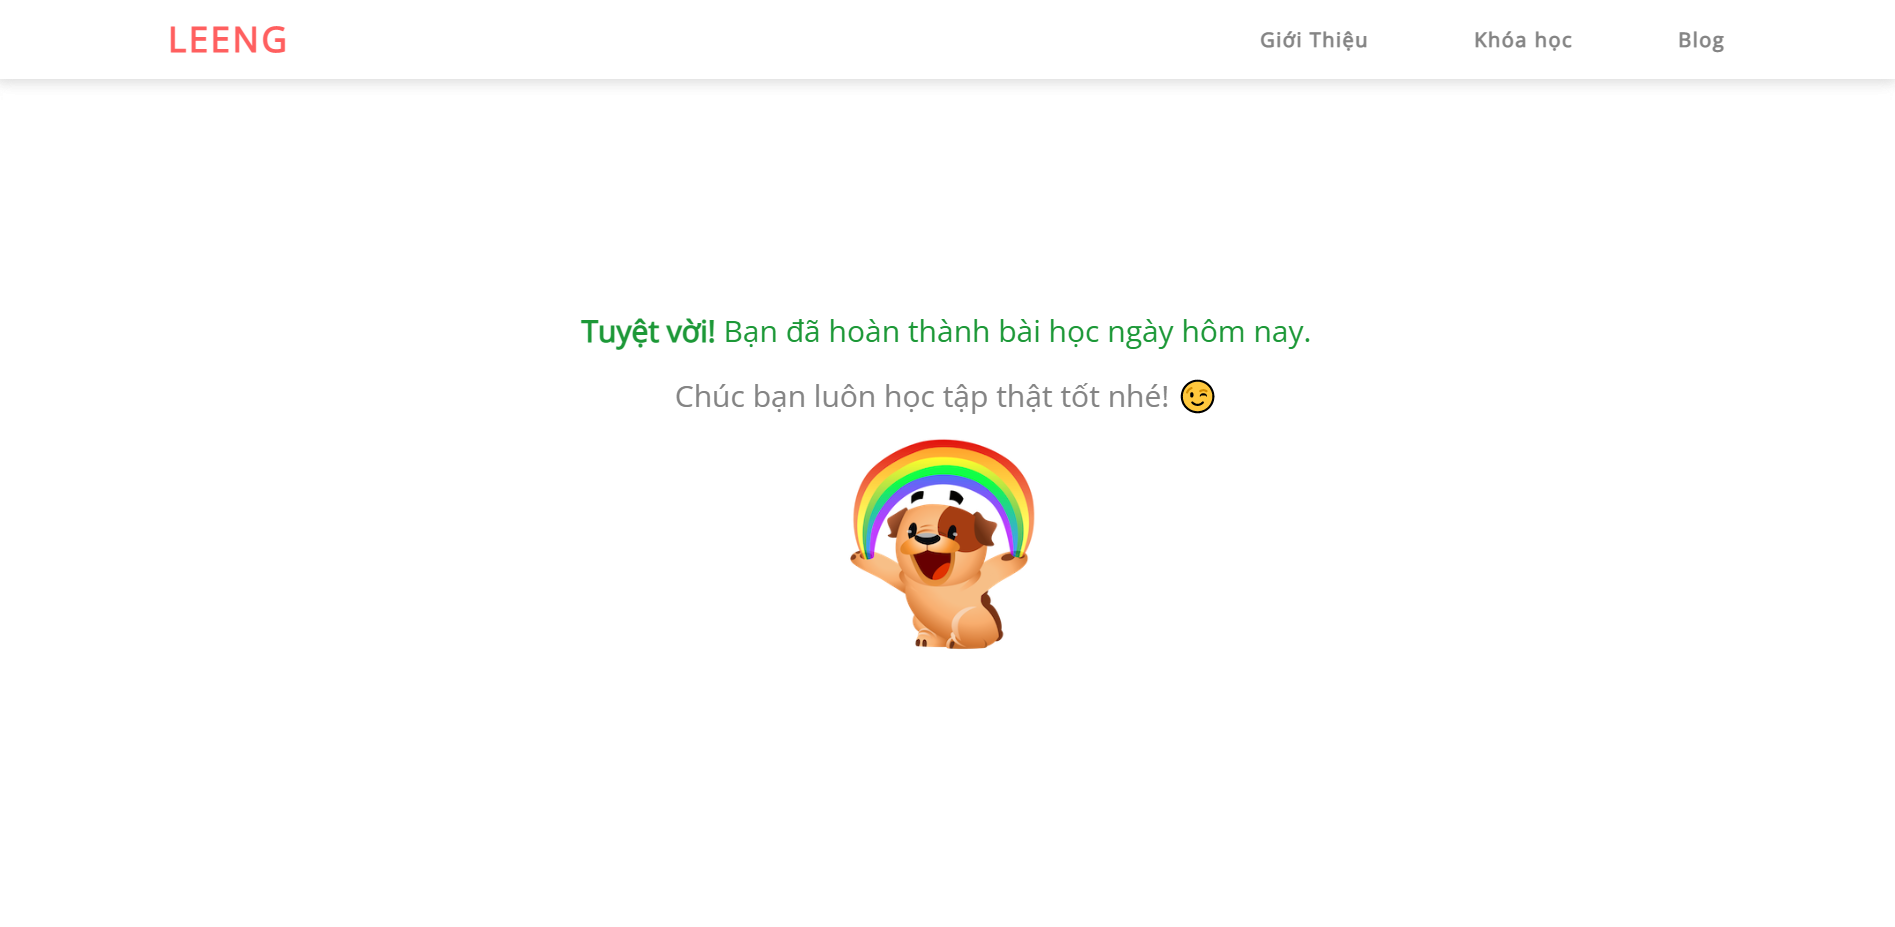 LEENG
Giới Thiệu
Khóa học
Blog
Tuyệt vời! Bạn đã hoàn thành bài học ngày hôm nay.
Chúc bạn luôn học tập thật tốt nhé! 😉